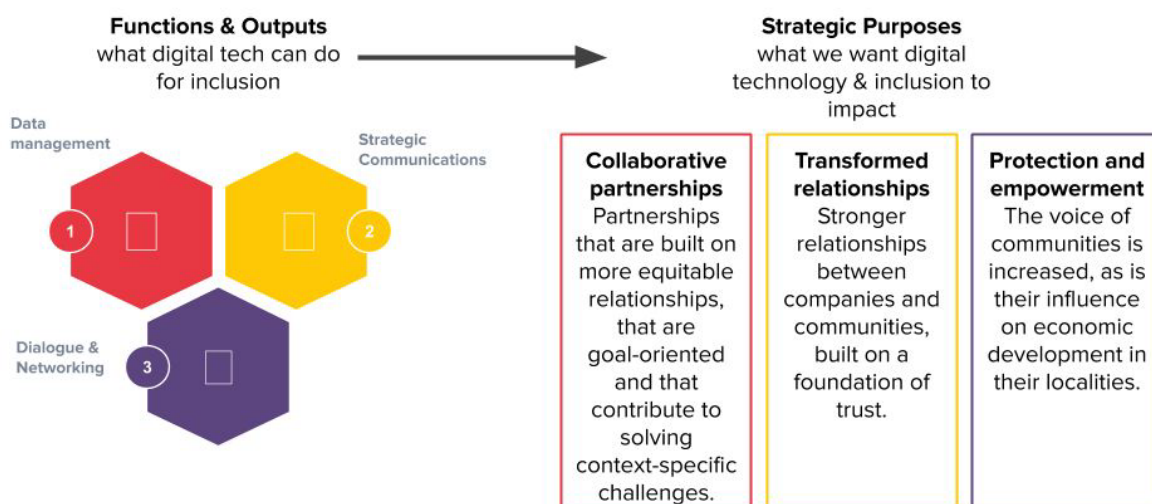 Functions & Outputs
what digital tech can do
for inclusion
Data
management
Strategic
Communications
1
2
Dialogue &
Networking
3
Strategic Purposes
what we want digital
technology & inclusion to
impact
Collaborative
partnerships
Partnerships
that are built on
more equitable
relationships,
that are
goal-oriented
and that
contribute to
solving
context-specific
challenges.
Transformed
relationships
Stronger
relationships
between
companies and
communities,
built on a
foundation of
trust.
Protection and
empowerment
The voice of
communities is
increased, as is
their influence
on economic
development in
their localities.